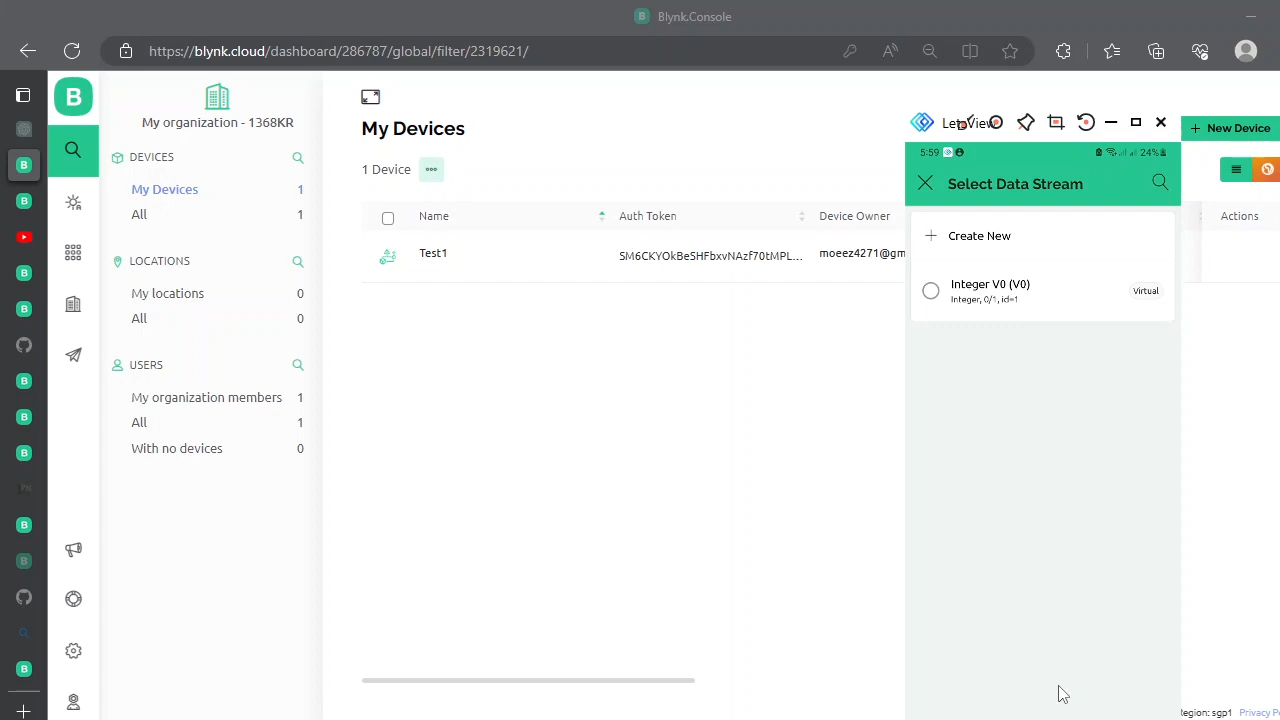 Blynk.Console
https://blynk.cloud/dashboard/286787/global/filter/2319621/
B
My organization - 1368KR
DEVICES
My Devices 1
All 1
LOCATIONS
My locations 0
All 0
USERS
My organization members 1
All 1
With no devices 0
My Devices
1 Device
Name Auth Token Device Owner Actions
Test1 moeez4271@gm
New Device
5:59 24%
Select Data Stream
Create New
Integer V0 (V0)
Integer, 0/1, id=1
Virtual
Region: sgp1 Privacy P